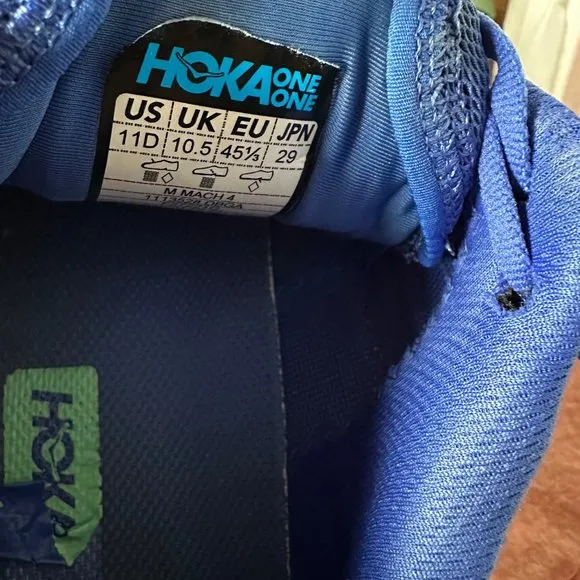 HOKA ONE ONE
US UK EU JPN
11D 10.5 45⅓ 29
M MACH 4
HOKA